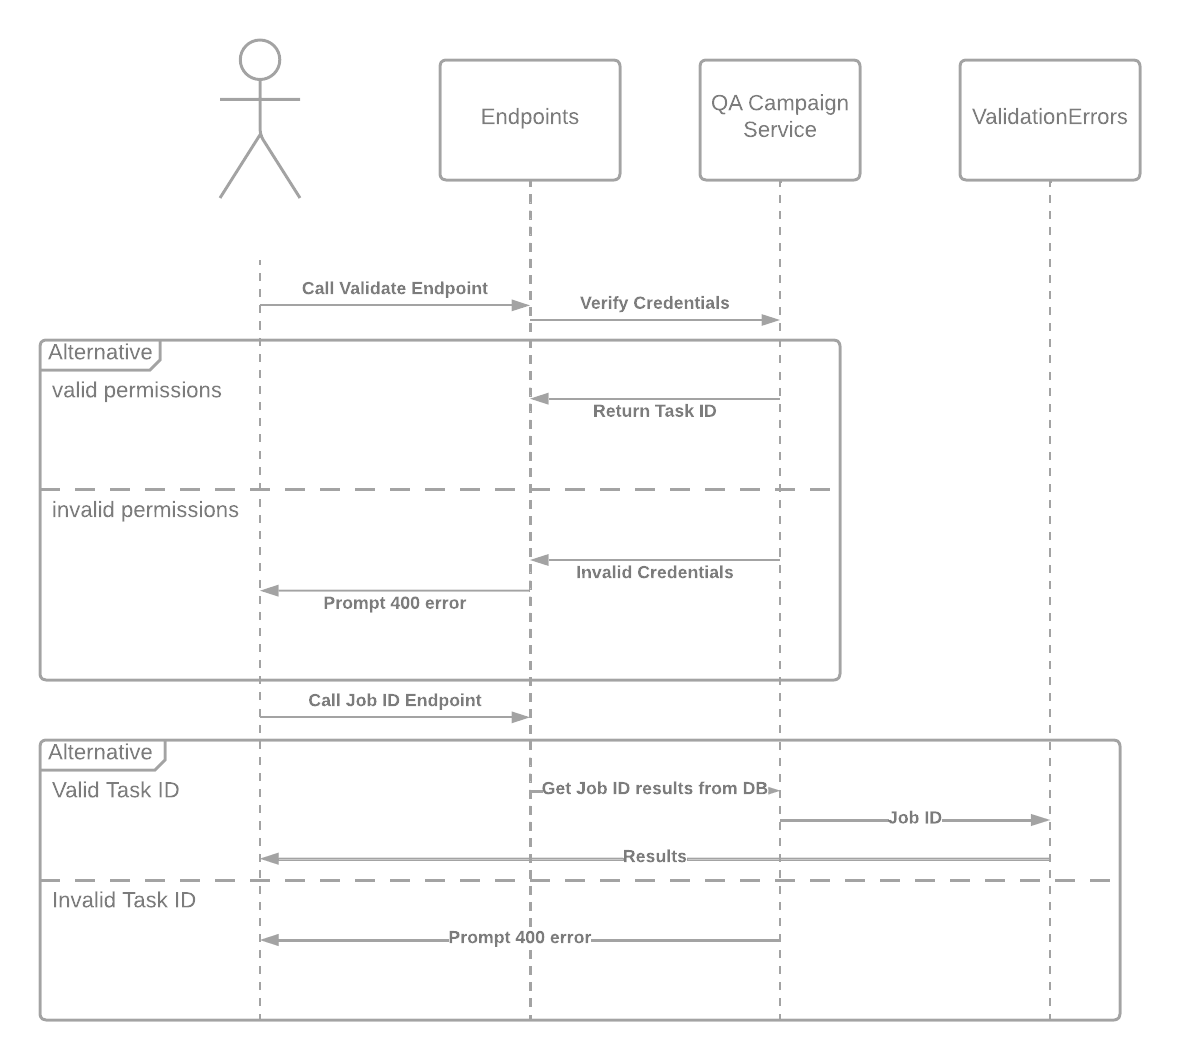 Endpoints
QA Campaign
Service
ValidationErrors
Call Validate Endpoint
Verify Credentials
Alternative
valid permissions
Return Task ID
invalid permissions
Invalid Credentials
Prompt 400 error
Call Job ID Endpoint
Alternative
Valid Task ID
Get Job ID results from DB
Job ID
Results
Invalid Task ID
Prompt 400 error